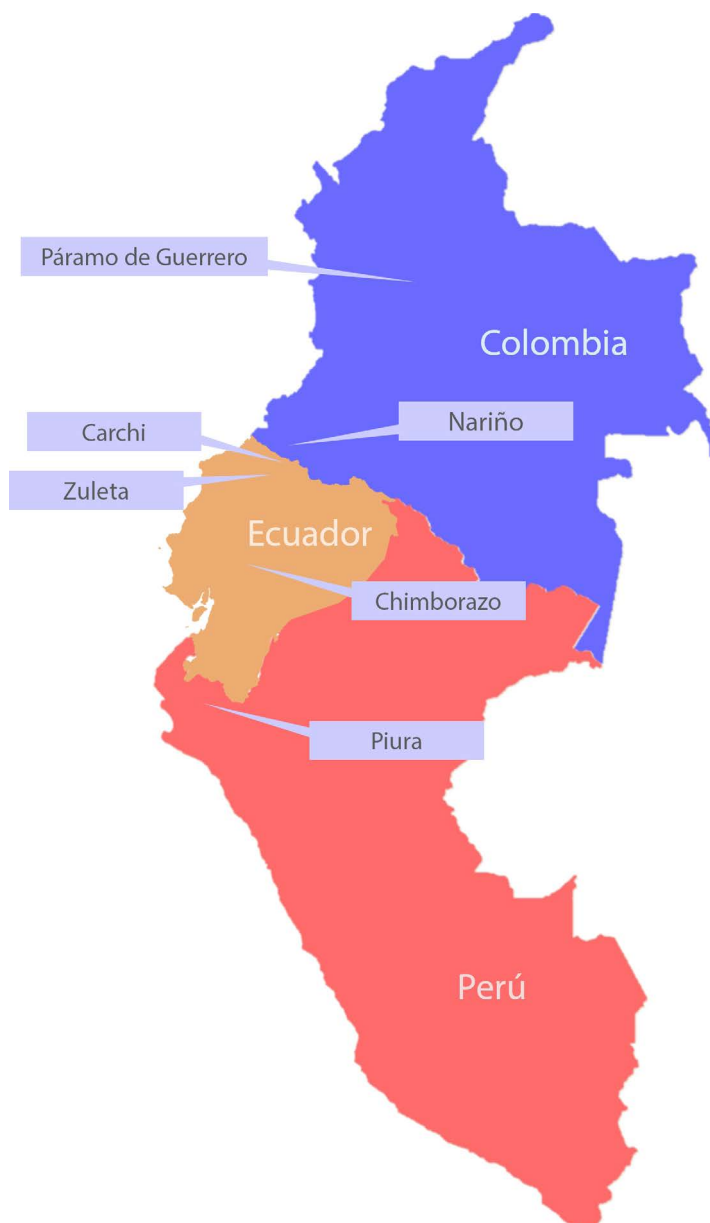 Páramo de Guerrero
Colombia
Carchi
Nariño
Zuleta
Ecuador
Chimborazo
Piura
Perú